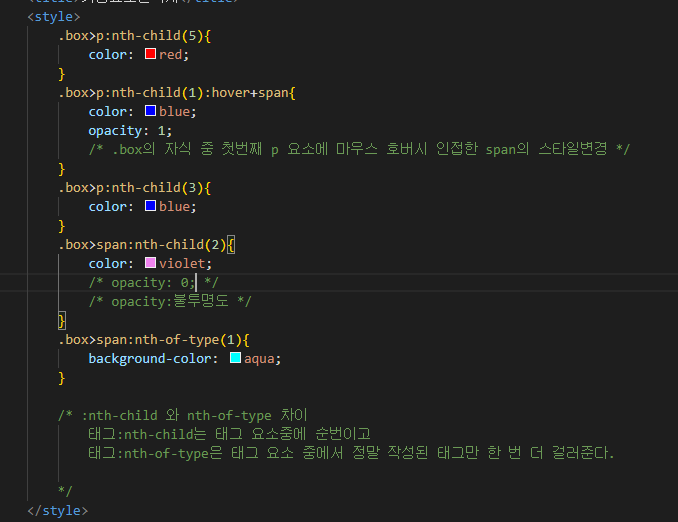 <style>
.box>p:nth-child(5){
color: red;
}
.box>p:nth-child(1):hover+span{
color: blue;
opacity: 1;
/* .box의 자식 중 첫번째 p 요소에 마우스 호버시 인접한 span의 스타일변경 */
}
.box>p:nth-child(3){
color: blue;
}
.box>span:nth-child(2){
color: violet;
/* opacity: 0; */
/* opacity:불투명도 */
}
.box>span:nth-of-type(1){
background-color: aqua;
}
/* :nth-child 와 nth-of-type 차이
태그:nth-child는 태그 요소중에 순번이고
태그:nth-of-type은 태그 요소 중에서 정말 작성된 태그만 한 번 더 걸러준다.
*/
</style>